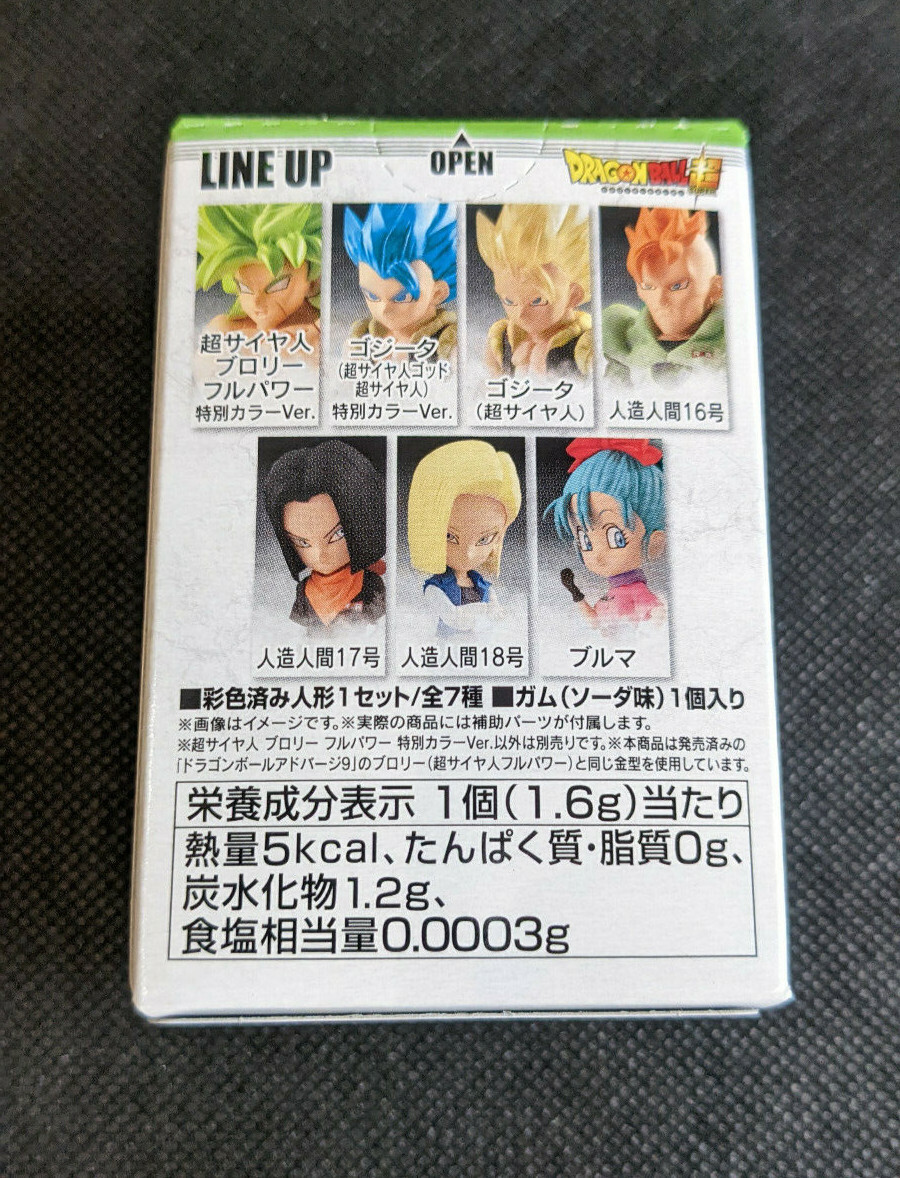 LINE UP
OPEN
DRAGONBALL超
SUPER
超サイヤ人
ブロリー
フルパワー
特別カラーVer.
ゴジータ
(超サイヤ人ゴッド
超サイヤ人)
特別カラーVer.
ゴジータ
(超サイヤ人)
人造人間16号
人造人間17号
人造人間18号
ブルマ
■彩色済み人形1セット/全7種 ■ガム(ソーダ味)1個入り
※画像はイメージです。※実際の商品には補助パーツが付属します。
※超サイヤ人 ブロリー フルパワー 特別カラーVer.以外は別売りです。※本商品は発売済みの
「ドラゴンボールアドバージ9」のブロリー(超サイヤ人フルパワー)と同じ金型を使用しています。
栄養成分表示 1個(1.6g)当たり
熱量5kcal、たんぱく質・脂質0g、
炭水化物1.2g、
食塩相当量0.0003g